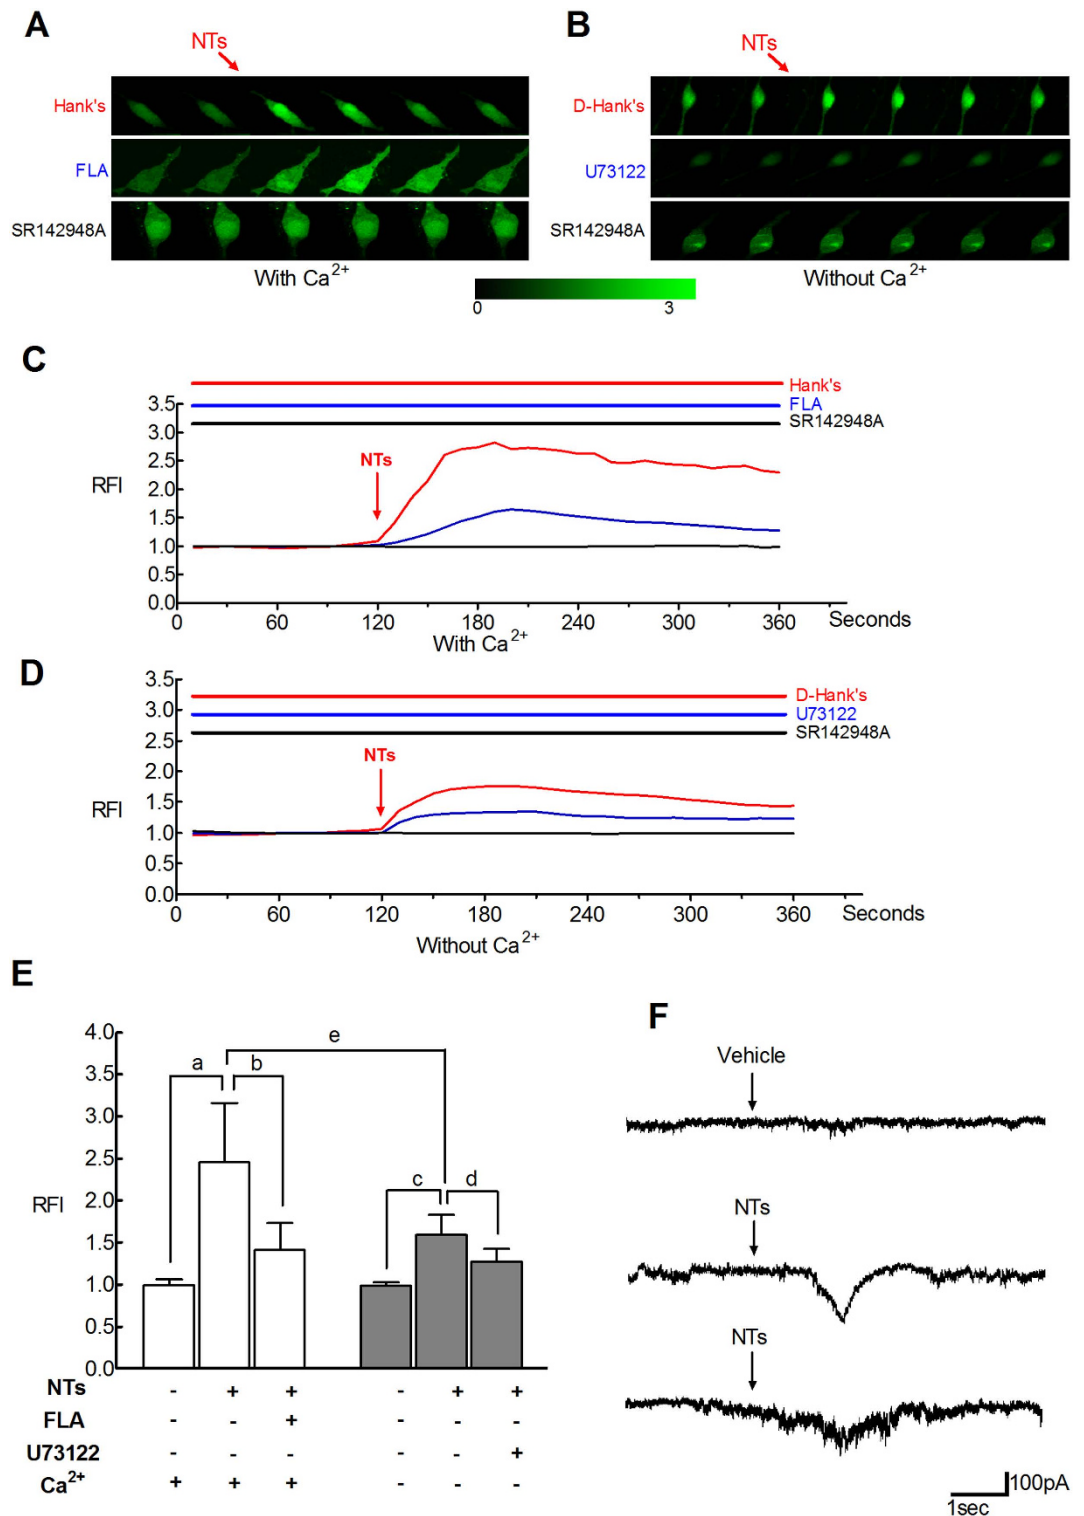 A
NTs
Hank's
FLA
SR142948A
With Ca2+
B
NTs
D-Hank's
U73122
SR142948A
Without Ca2+
0 3
C
Hank's
FLA
SR142948A
3.5
3.0
2.5
2.0
1.5
1.0
0.5
0.0
RFI
NTs
0 60 120 180 240 300 360 Seconds
With Ca2+
D
D-Hank's
U73122
SR142948A
3.5
3.0
2.5
2.0
1.5
1.0
0.5
0.0
RFI
NTs
0 60 120 180 240 300 360 Seconds
Without Ca2+
E
4.0
3.5
3.0
2.5
2.0
1.5
1.0
0.5
0.0
RFI
a b e c d
NTs - + + - + +
FLA - - + - - -
U73122 - - - - - +
Ca2+ + + + - - -
F
Vehicle
NTs
NTs
100pA
1sec